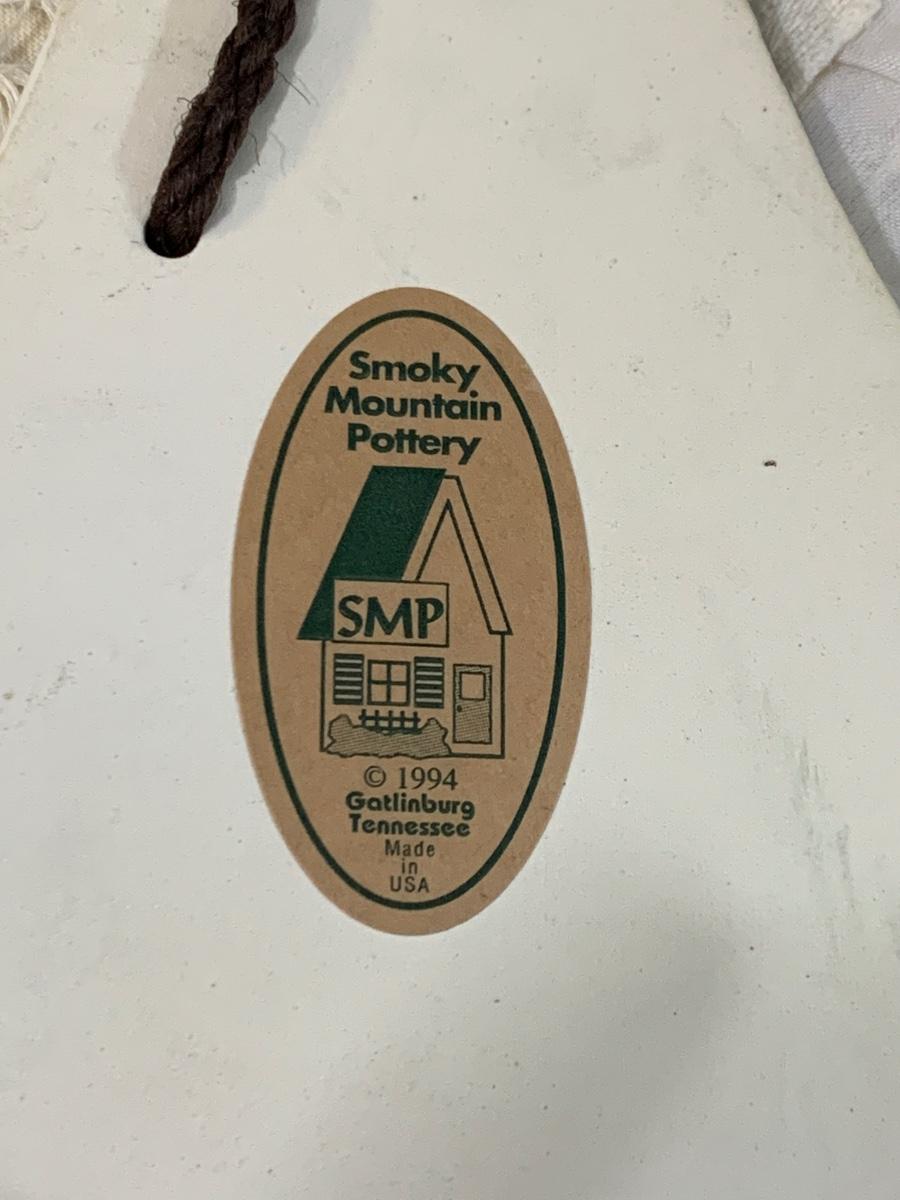 Smoky
Mountain
Pottery
SMP
© 1994
Gatlinburg
Tennessee
Made
in
USA